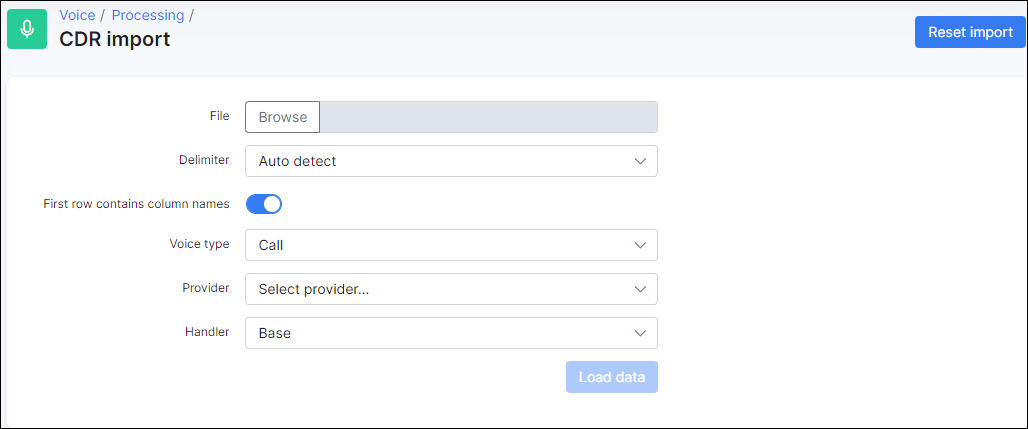 Voice / Processing /
CDR import
Reset import
File
Browse
Delimiter
Auto detect
First row contains column names
Voice type
Call
Provider
Select provider...
Handler
Base
Load data